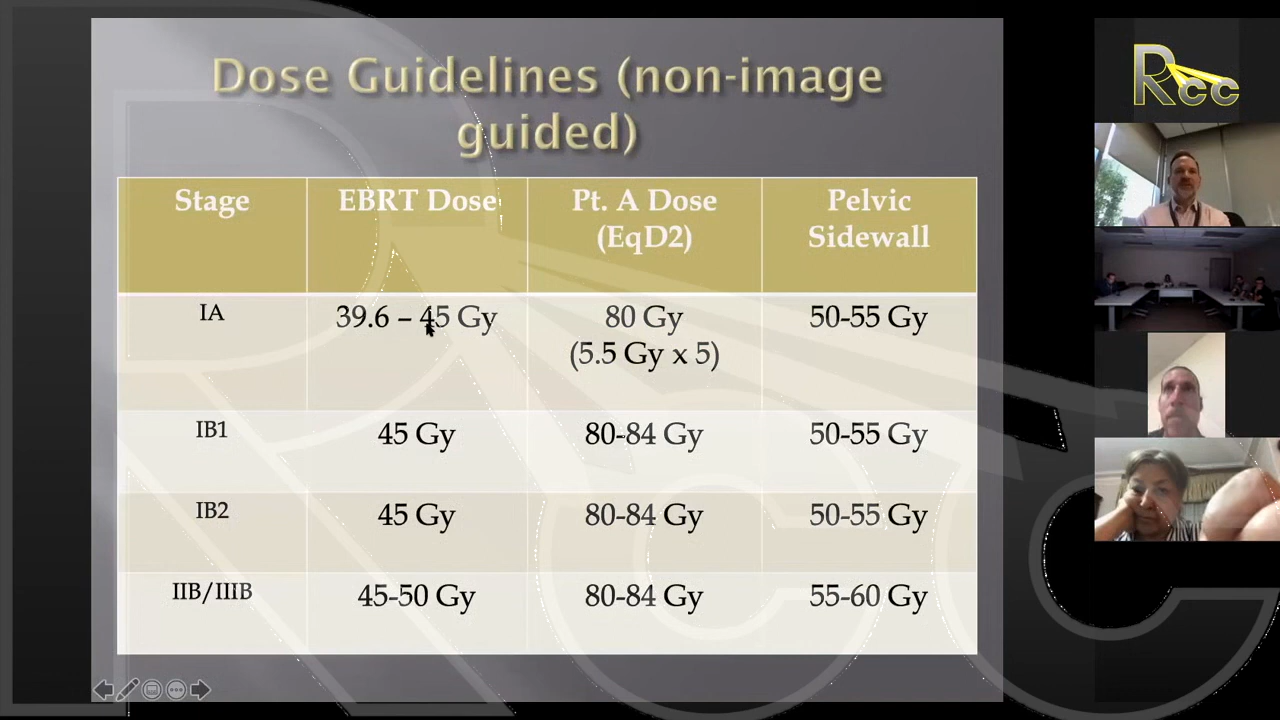 Dose Guidelines (non-image
guided)
Stage EBRT Dose Pt. A Dose (EqD2) Pelvic Sidewall
IA 39.6 – 45 Gy 80 Gy (5.5 Gy x 5) 50-55 Gy
IB1 45 Gy 80-84 Gy 50-55 Gy
IB2 45 Gy 80-84 Gy 50-55 Gy
IIB/IIIB 45-50 Gy 80-84 Gy 55-60 Gy
Rcc